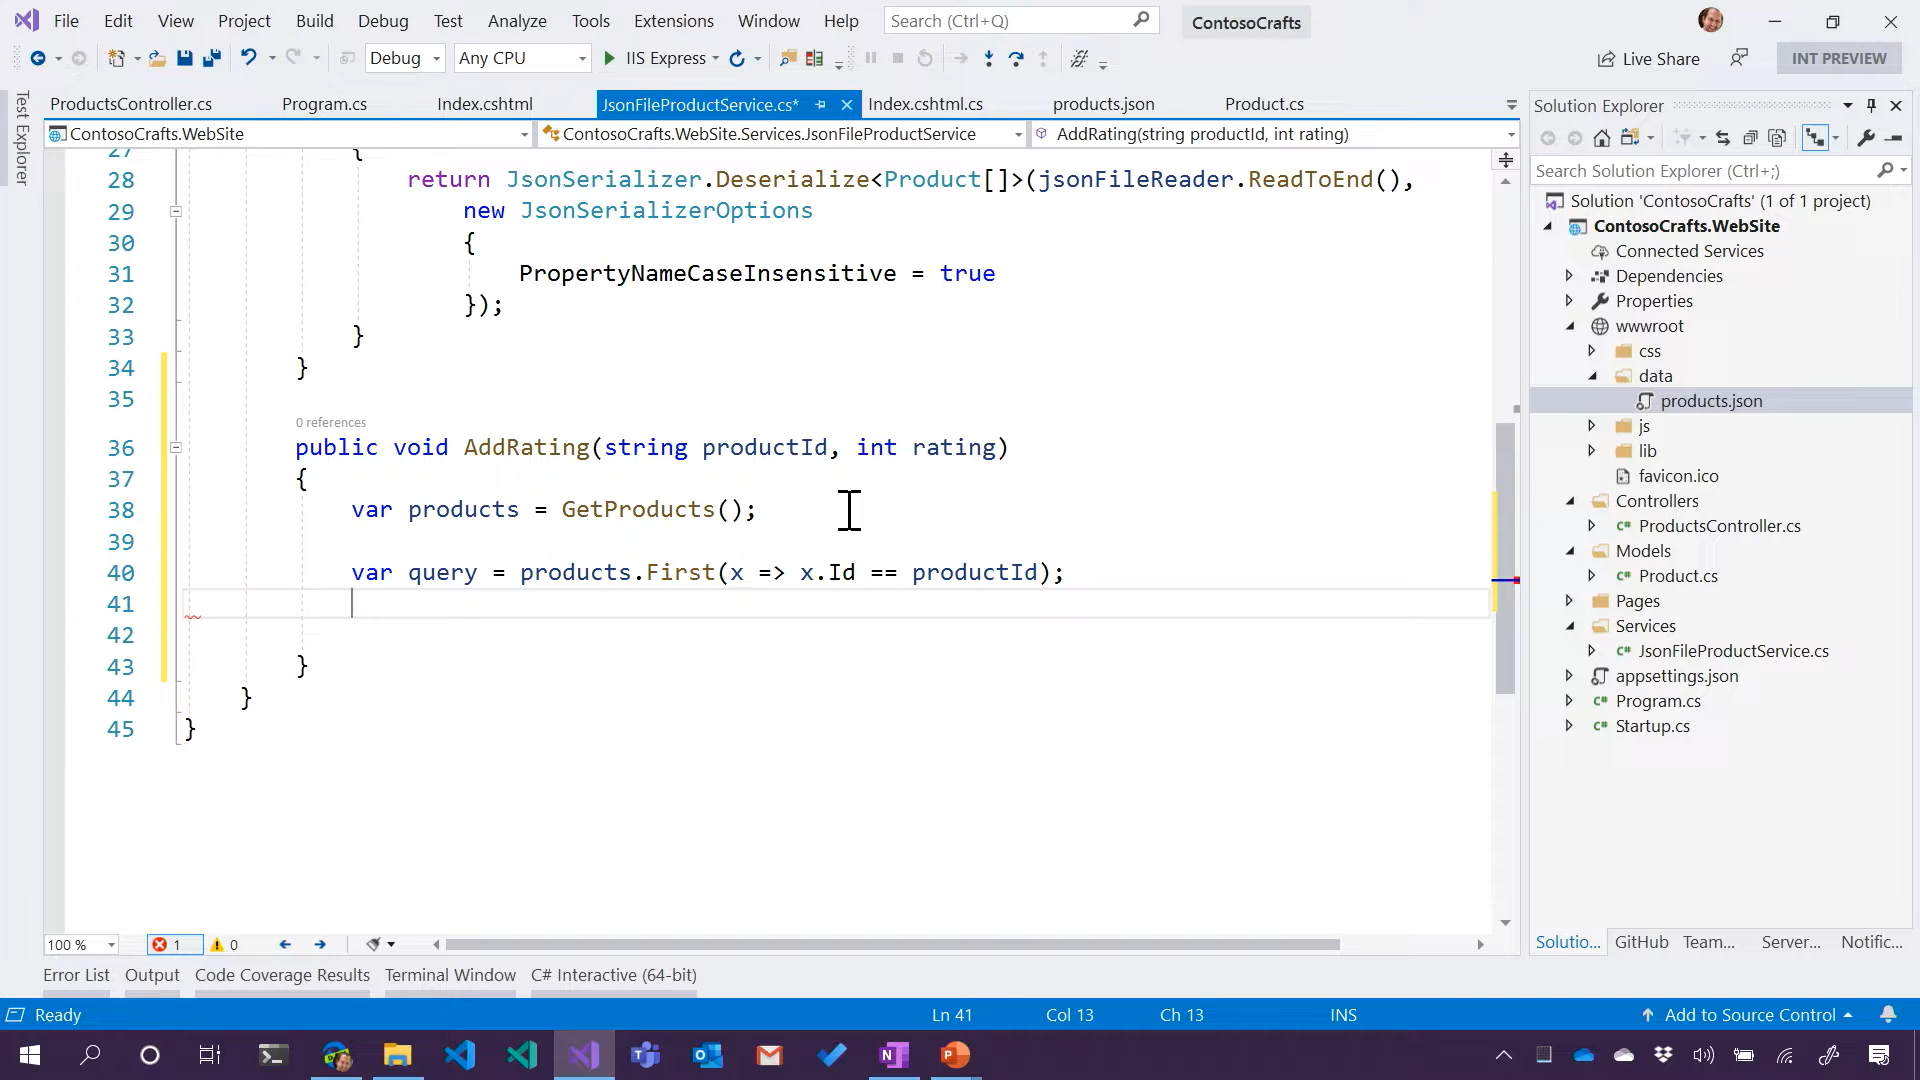 File Edit View Project Build Debug Test Analyze Tools Extensions Window Help Search (Ctrl+Q) ContosoCrafts
Debug Any CPU IIS Express Live Share INT PREVIEW
Test Explorer
ProductsController.cs Program.cs Index.cshtml JsonFileProductService.cs* Index.cshtml.cs products.json Product.cs
ContosoCrafts.WebSite ContosoCrafts.WebSite.Services.JsonFileProductService AddRating(string productId, int rating)
27 {
28 return JsonSerializer.Deserialize<Product[]>(jsonFileReader.ReadToEnd(),
29 new JsonSerializerOptions
30 {
31 PropertyNameCaseInsensitive = true
32 });
33 }
34 }
35
0 references
36 public void AddRating(string productId, int rating)
37 {
38 var products = GetProducts();
39
40 var query = products.First(x => x.Id == productId);
41
42
43 }
44 }
45 }
100 % 1 0
Error List Output Code Coverage Results Terminal Window C# Interactive (64-bit)
Solution Explorer
Search Solution Explorer (Ctrl+;)
Solution 'ContosoCrafts' (1 of 1 project)
ContosoCrafts.WebSite
Connected Services
Dependencies
Properties
wwwroot
css
data
products.json
js
lib
favicon.ico
Controllers
C# ProductsController.cs
Models
C# Product.cs
Pages
Services
C# JsonFileProductService.cs
appsettings.json
C# Program.cs
C# Startup.cs
Solutio... GitHub Team... Server... Notific...
Ready Ln 41 Col 13 Ch 13 INS Add to Source Control